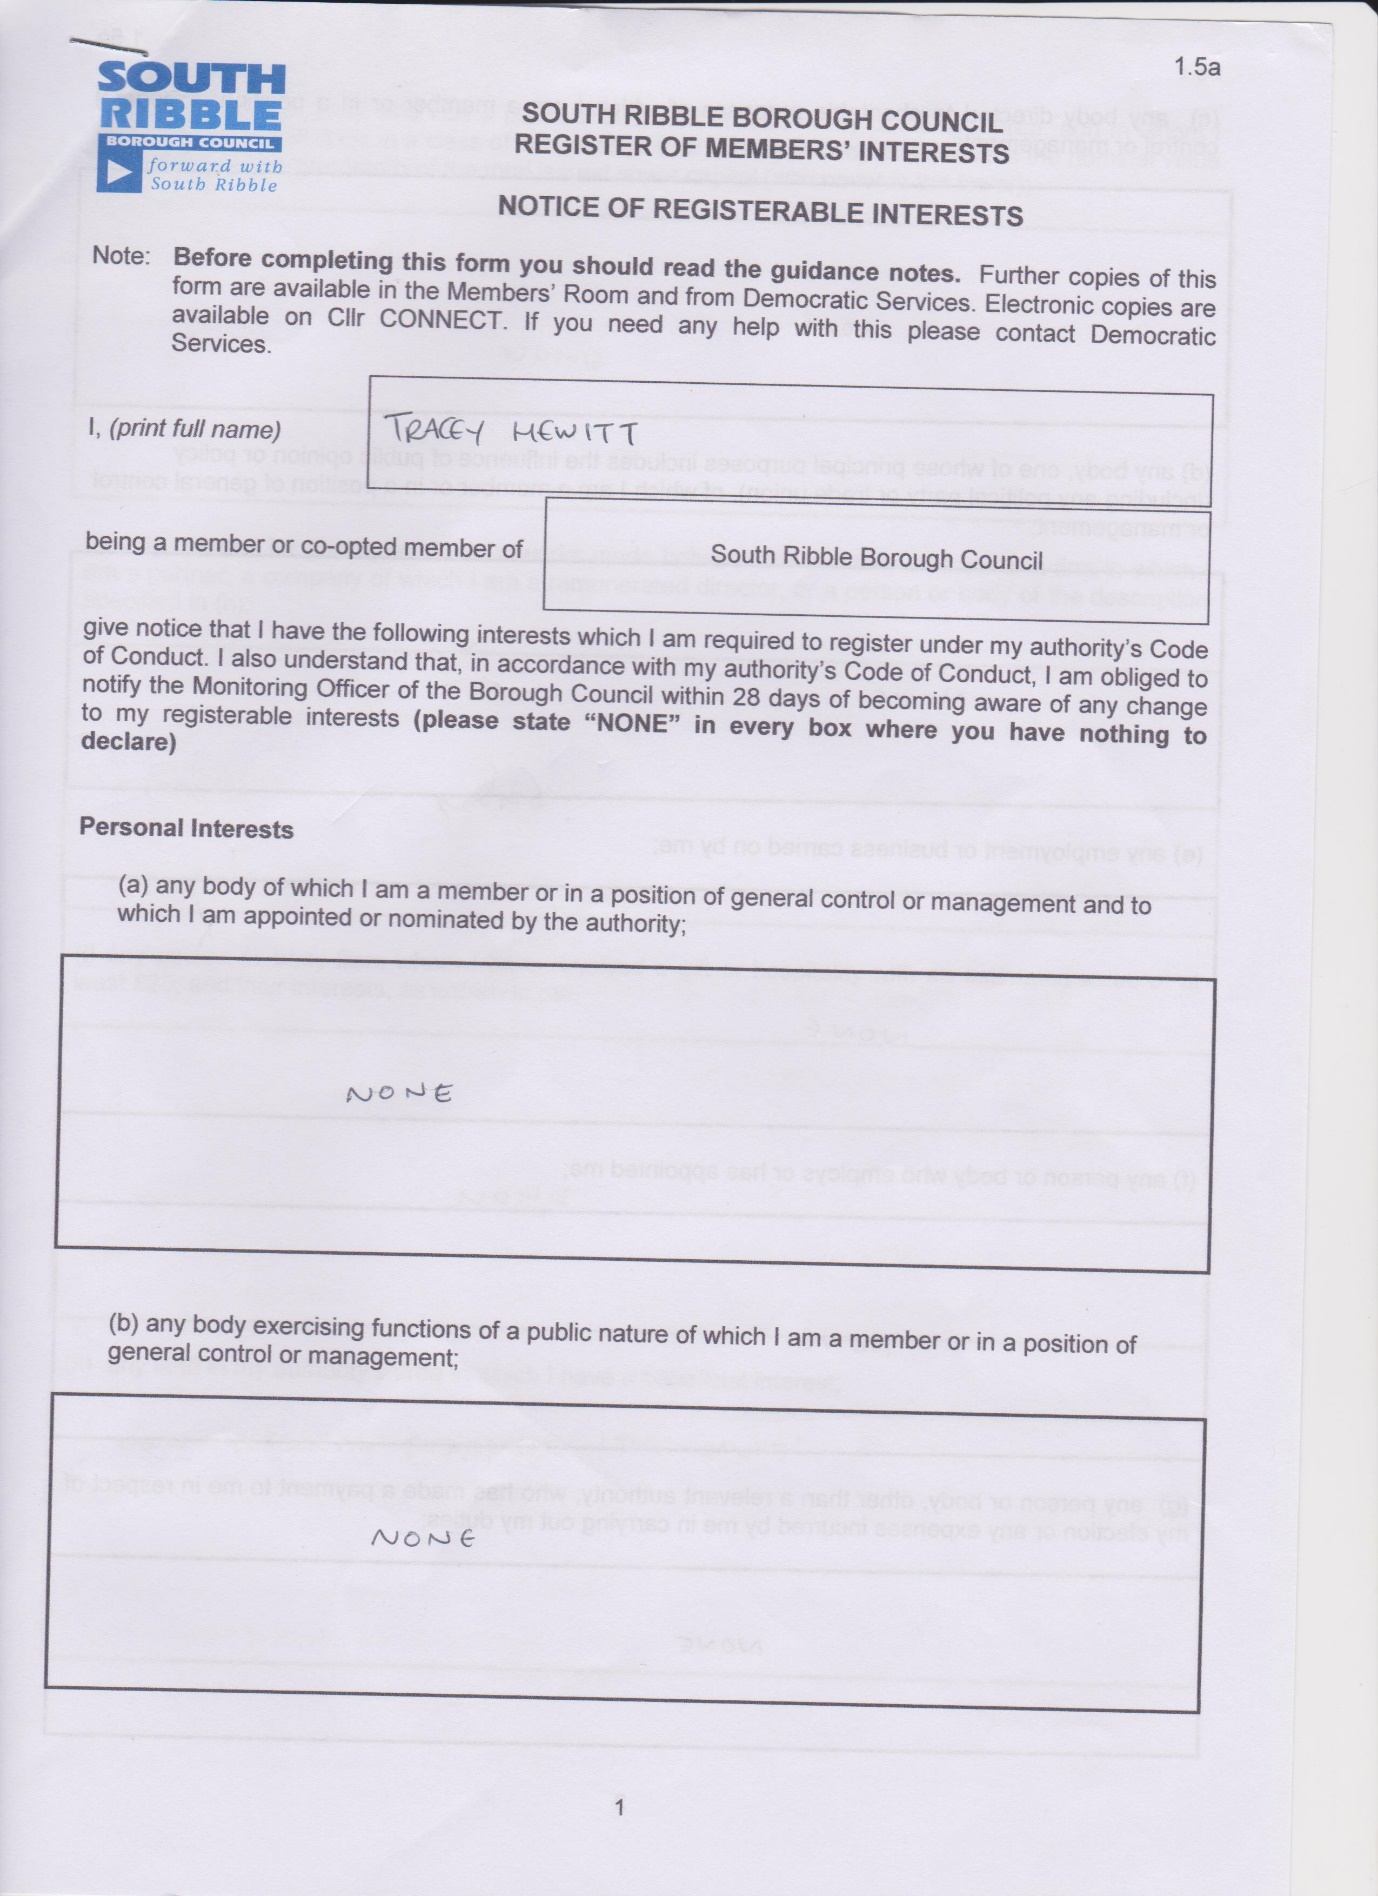 1.5a
SOUTH
RIBBLE
BOROUGH COUNCIL
forward with
South Ribble
SOUTH RIBBLE BOROUGH COUNCIL
REGISTER OF MEMBERS' INTERESTS
NOTICE OF REGISTERABLE INTERESTS
Note: Before completing this form you should read the guidance notes. Further copies of this
form are available in the Members' Room and from Democratic Services. Electronic copies are
available on Cllr CONNECT. If you need any help with this please contact Democratic
Services.
I, (print full name) TRACEY HEWITT
being a member or co-opted member of South Ribble Borough Council
give notice that I have the following interests which I am required to register under my authority's Code
of Conduct. I also understand that, in accordance with my authority's Code of Conduct, I am obliged to
notify the Monitoring Officer of the Borough Council within 28 days of becoming aware of any change
to my registerable interests (please state “NONE” in every box where you have nothing to
declare)
Personal Interests
(a) any body of which I am a member or in a position of general control or management and to
which I am appointed or nominated by the authority;
NONE
(b) any body exercising functions of a public nature of which I am a member or in a position of
general control or management;
NONE
1